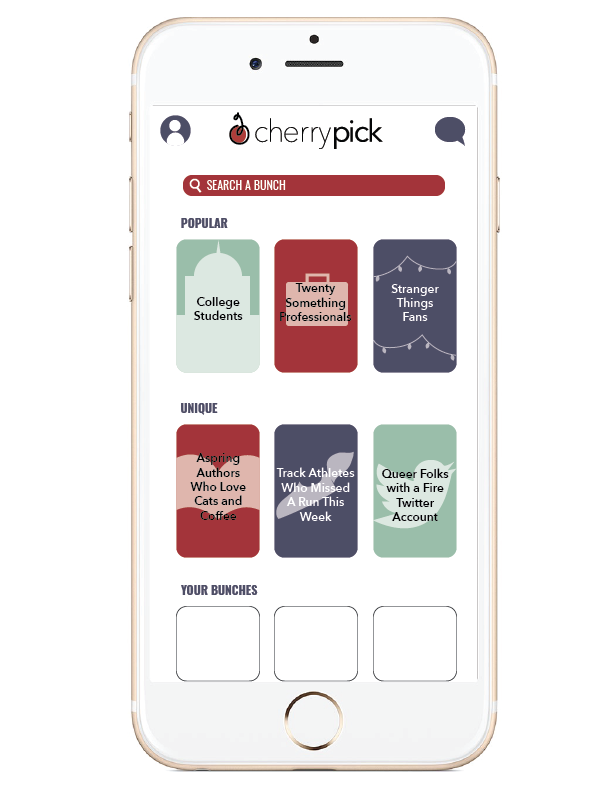 cherrypick
SEARCH A BUNCH
POPULAR
College
Students
Twenty
Something
Professionals
Stranger
Things
Fans
UNIQUE
Aspring
Authors
Who Love
Cats and
Coffee
Track Athletes
Who Missed
A Run This
Week
Queer Folks
with a Fire
Twitter
Account
YOUR BUNCHES